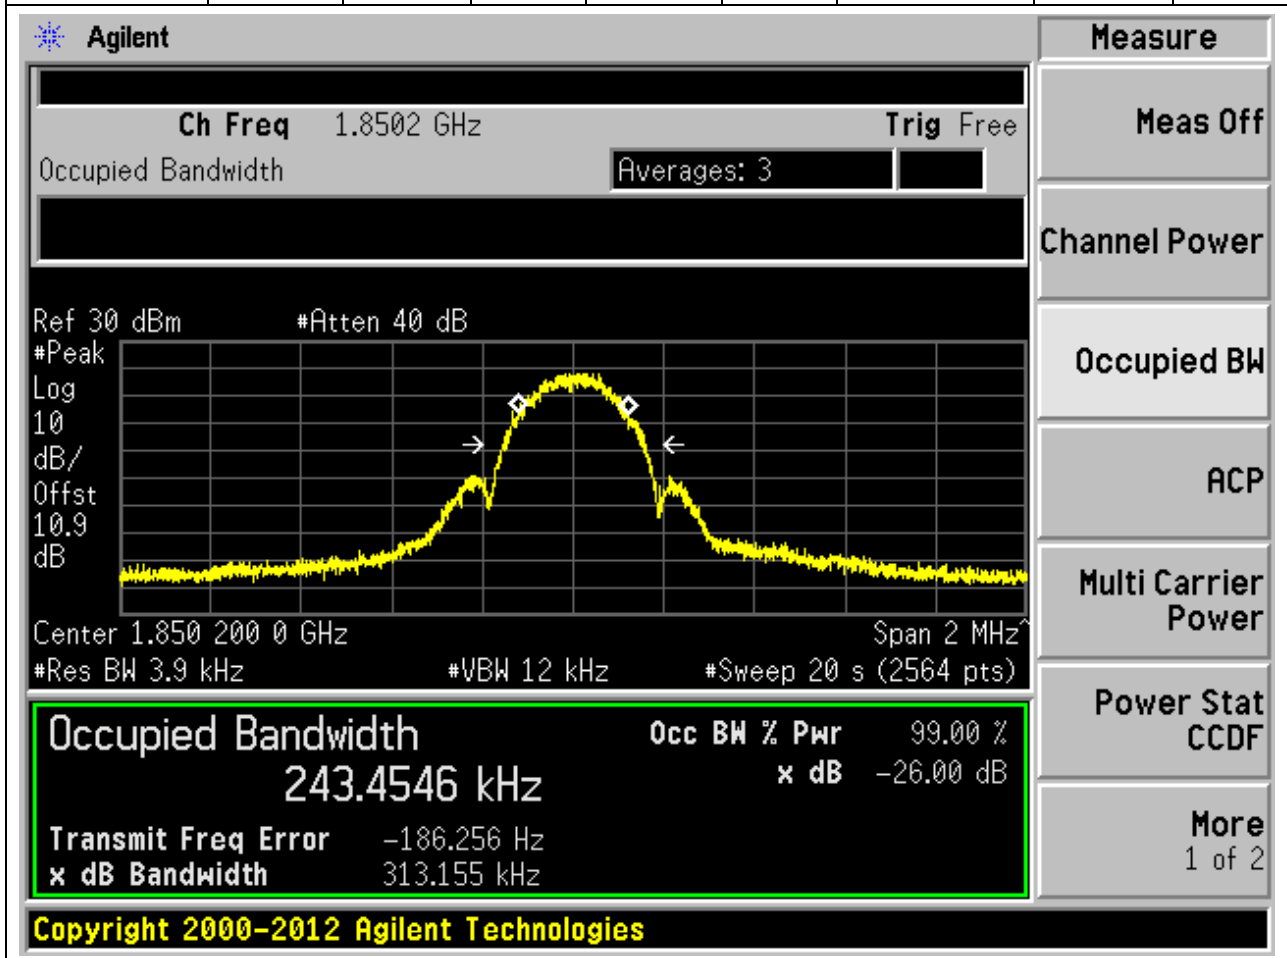 Agilent
Measure
Ch Freq 1.8502 GHz Trig Free
Meas Off
Occupied Bandwidth Averages: 3
Channel Power
Ref 30 dBm #Atten 40 dB
#Peak
Log
10
dB/
Offst
10.9
dB
Occupied BW
ACP
Multi Carrier
Power
Center 1.850 200 0 GHz Span 2 MHz^
#Res BW 3.9 kHz #VBW 12 kHz #Sweep 20 s (2564 pts)
Power Stat
CCDF
Occupied Bandwidth Occ BW % Pwr 99.00 %
243.4546 kHz x dB -26.00 dB
Transmit Freq Error -186.256 Hz
x dB Bandwidth 313.155 kHz
More
1 of 2
Copyright 2000-2012 Agilent Technologies